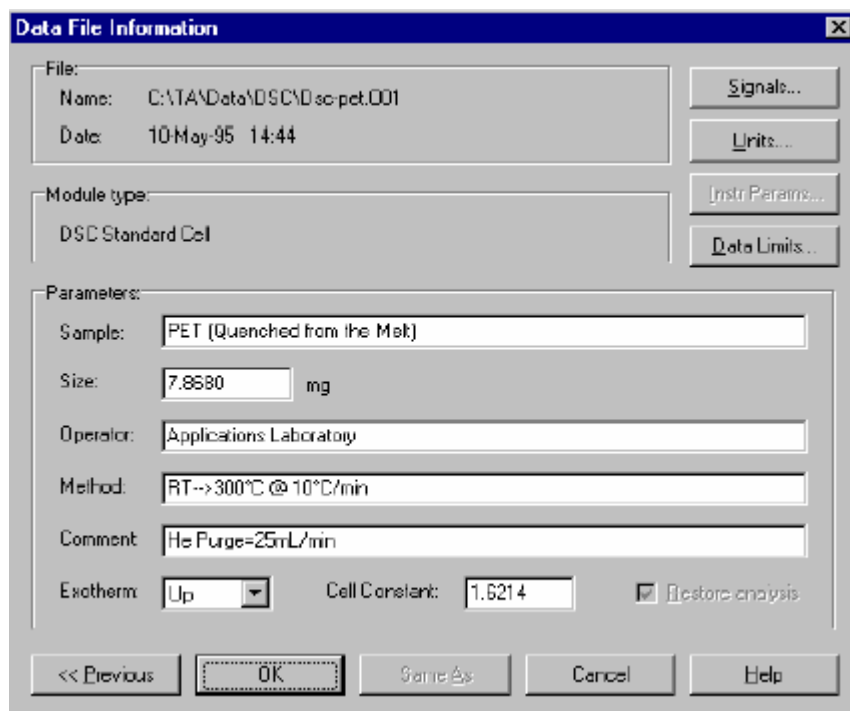 Data File Information
File:
Name: C:\TA\Data\DSC\Dsc-pet.001
Date: 10-May-95 14:44
Signals...
Units...
Module type:
DSC Standard Cell
Instr Params...
Data Limits...
Parameters:
Sample: PET (Quenched from the Melt)
Size: 7.8680 mg
Operator: Applications Laboratory
Method: RT-->300°C @ 10°C/min
Comment: He Purge=25mL/min
Exotherm: Up Cell Constant: 1.6214 Restore analysis
<< Previous OK Same As Cancel Help